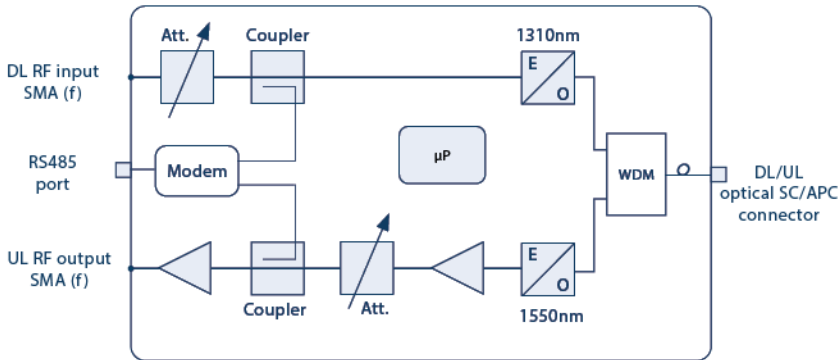 Att.
Coupler
1310nm
DL RF input
SMA (f)
E
O
RS485
port
Modem
µP
WDM
DL/UL
optical SC/APC
connector
UL RF output
SMA (f)
E
O
Coupler
Att.
1550nm